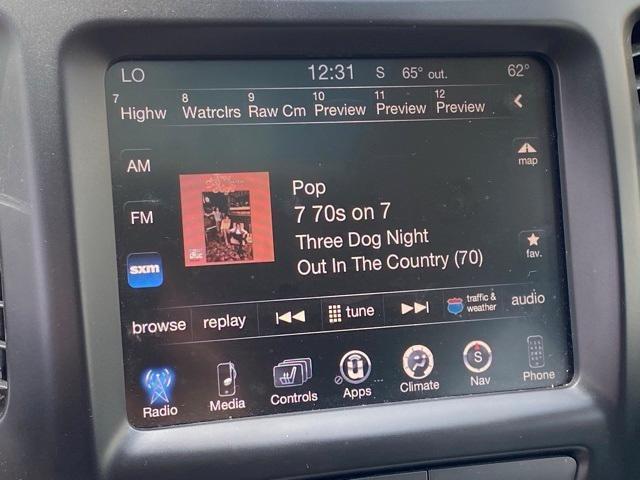 LO 12:31 S 65° out. 62°
7 Highw 8 Watrclrs 9 Raw Cm 10 Preview 11 Preview 12 Preview
AM
map
Pop
FM
7 70s on 7
Three Dog Night
fav.
sxm
Out In The Country (70)
browse replay tune traffic & weather audio
Radio Media Controls Apps Climate Nav Phone
S